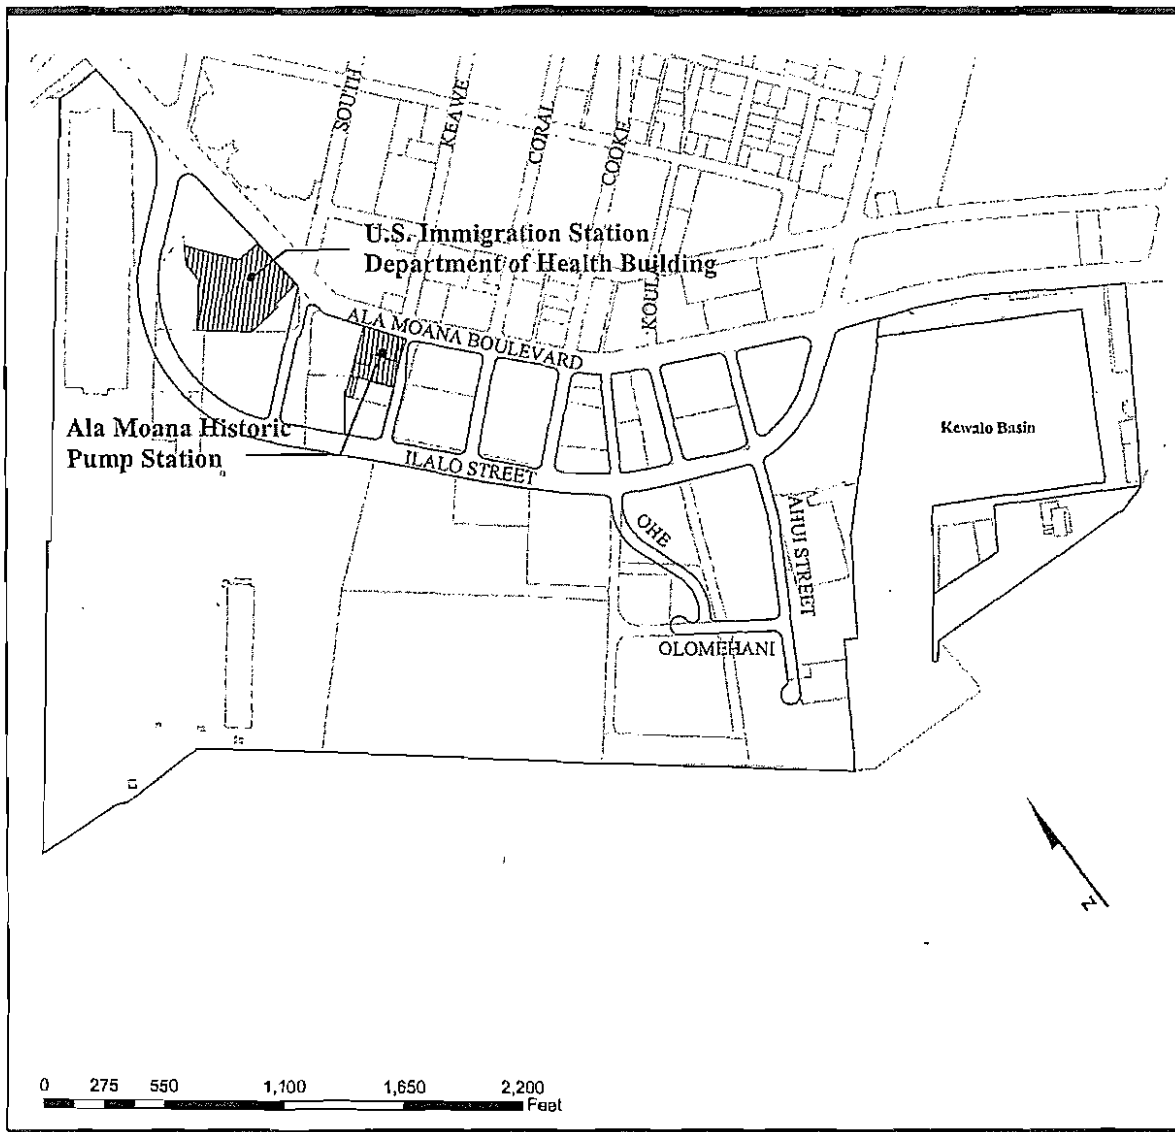 SOUTH
KEAWE
CORAL
COOKE
U.S. Immigration Station
Department of Health Building
KOULA
ALA MOANA BOULEVARD
Kewalo Basin
Ala Moana Historic
Pump Station
ILALO STREET
AHUI STREET
OHE
OLOMEHANI
N
0 275 550 1,100 1,650 2,200
Feet